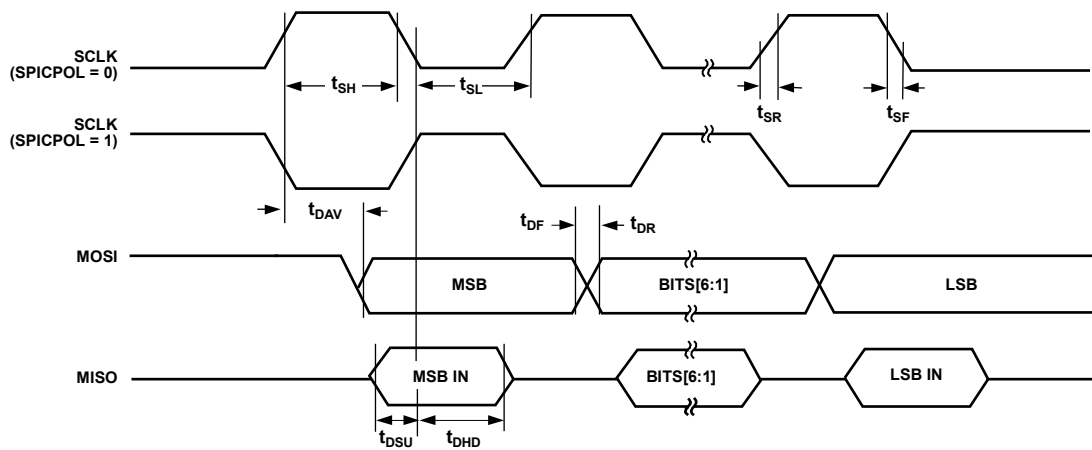 SCLK
(SPICPOL = 0)
tSH
tSL
tSR
tSF
SCLK
(SPICPOL = 1)
tDAV
tDF
tDR
MOSI
MSB
BITS[6:1]
LSB
MISO
MSB IN
BITS[6:1]
LSB IN
tDSU
tDHD